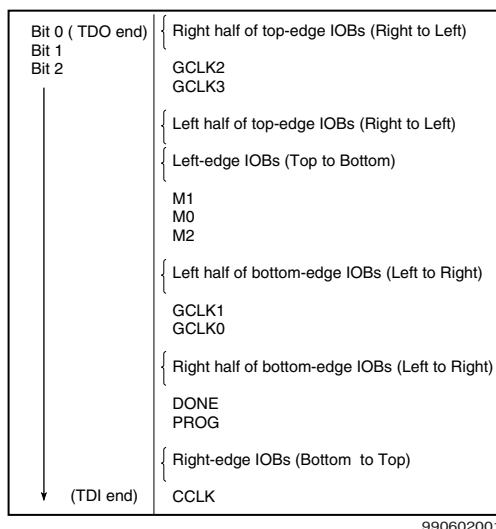 Bit 0 ( TDO end)
Bit 1
Bit 2
Right half of top-edge IOBs (Right to Left)
GCLK2
GCLK3
Left half of top-edge IOBs (Right to Left)
Left-edge IOBs (Top to Bottom)
M1
M0
M2
Left half of bottom-edge IOBs (Left to Right)
GCLK1
GCLK0
Right half of bottom-edge IOBs (Left to Right)
DONE
PROG
Right-edge IOBs (Bottom to Top)
(TDI end)
CCLK
990602001